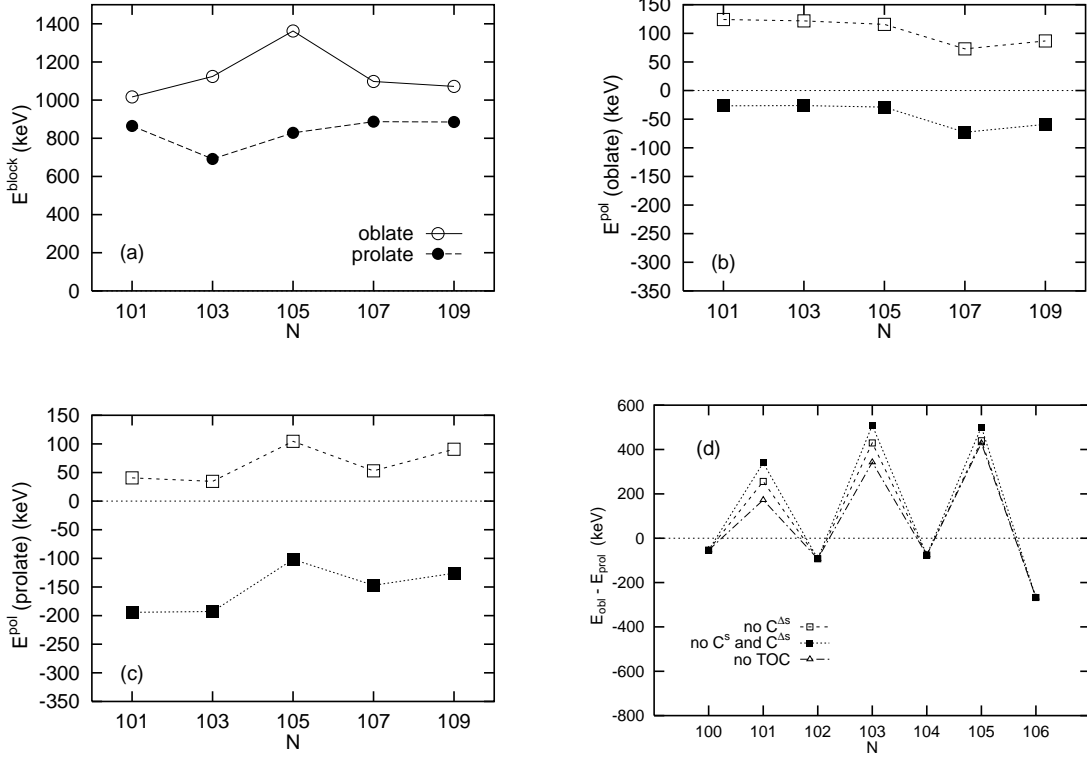 1400
1200
1000
800
600
400
200
0
E^block (keV)
oblate
prolate
(a)
101 103 105 107 109
N
150
100
50
0
-50
-100
-150
-200
-250
-300
-350
E^pol (oblate) (keV)
(b)
101 103 105 107 109
N
150
100
50
0
-50
-100
-150
-200
-250
-300
-350
E^pol (prolate) (keV)
(c)
101 103 105 107 109
N
600
400
200
0
-200
-400
-600
-800
E_obl - E_prol (keV)
(d)
no C^Δs
no C^s and C^Δs
no TOC
100 101 102 103 104 105 106
N